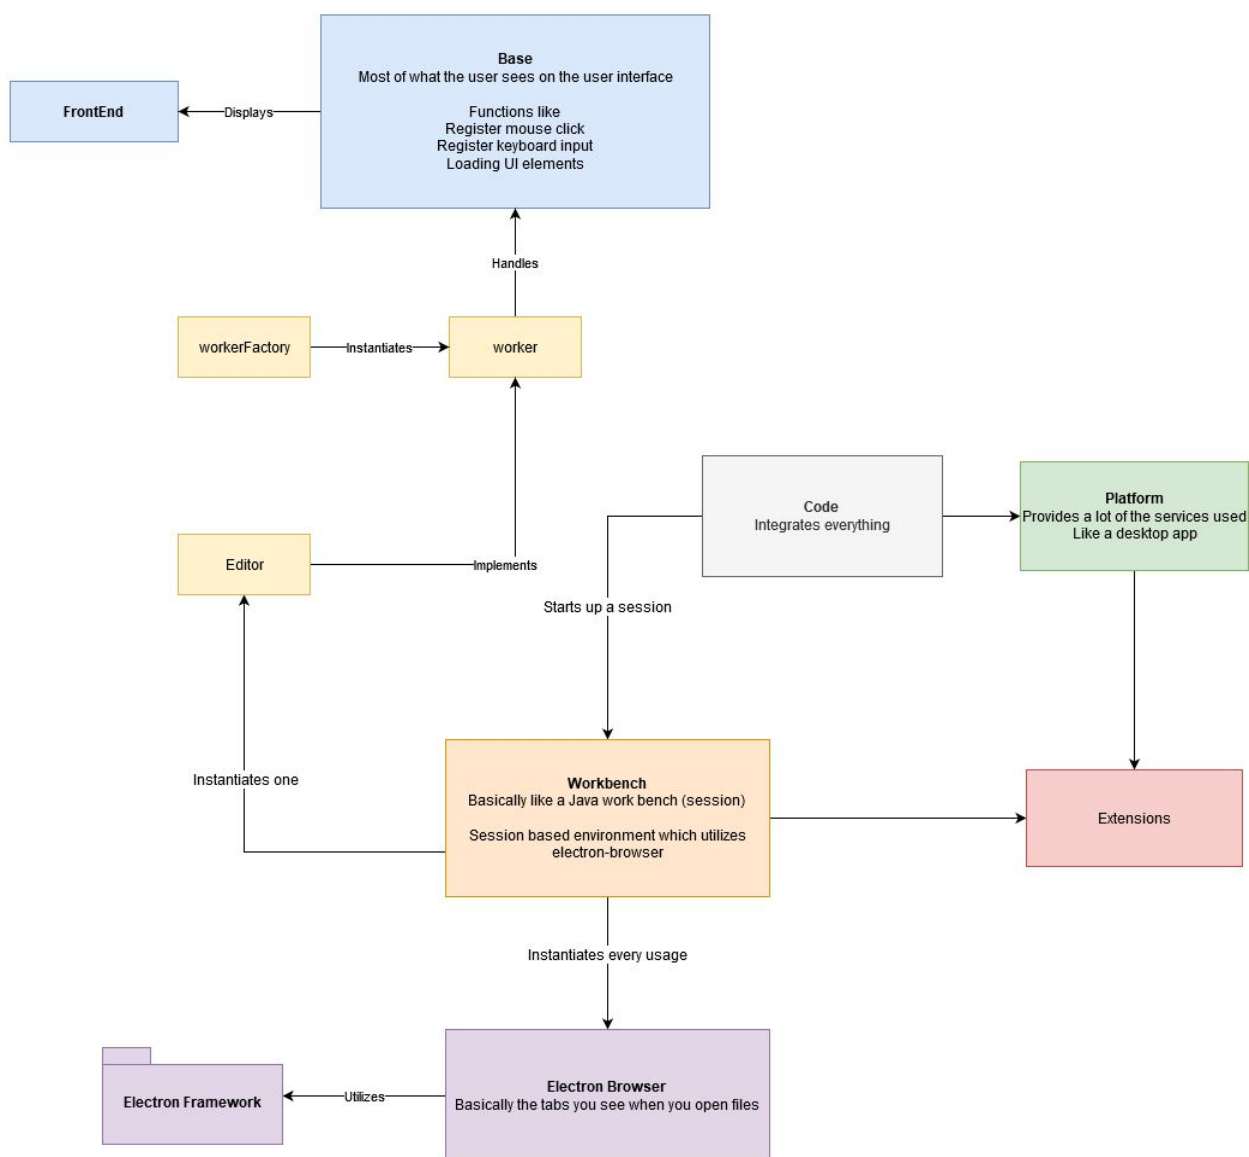 Base
Most of what the user sees on the user interface
Functions like
Register mouse click
Register keyboard input
Loading UI elements
FrontEnd
Displays
Handles
workerFactory
Instantiates
worker
Code
Integrates everything
Platform
Provides a lot of the services used
Like a desktop app
Editor
Implements
Starts up a session
Instantiates one
Workbench
Basically like a Java work bench (session)
Session based environment which utilizes
electron-browser
Extensions
Instantiates every usage
Electron Framework
Utilizes
Electron Browser
Basically the tabs you see when you open files